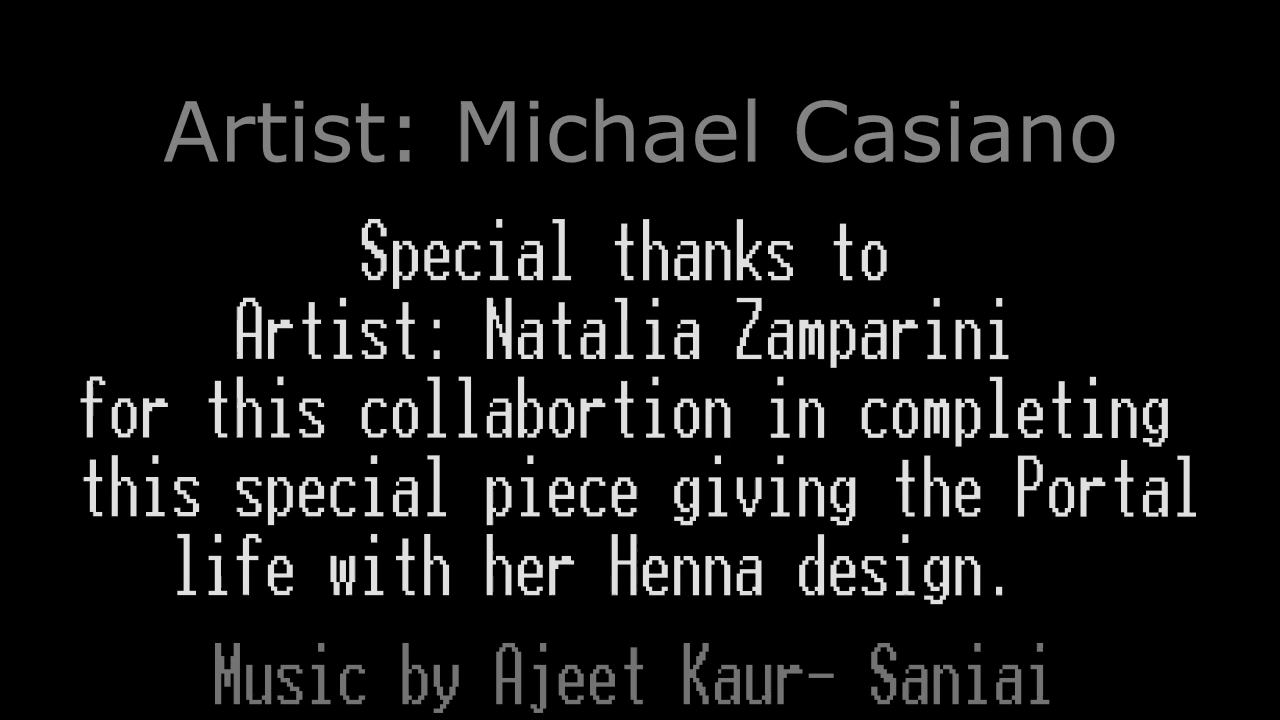 Artist: Michael Casiano
Special thanks to
Artist: Natalia Zamparini
for this collabortion in completing
this special piece giving the Portal
life with her Henna design.
Music by Ajeet Kaur- Saniai